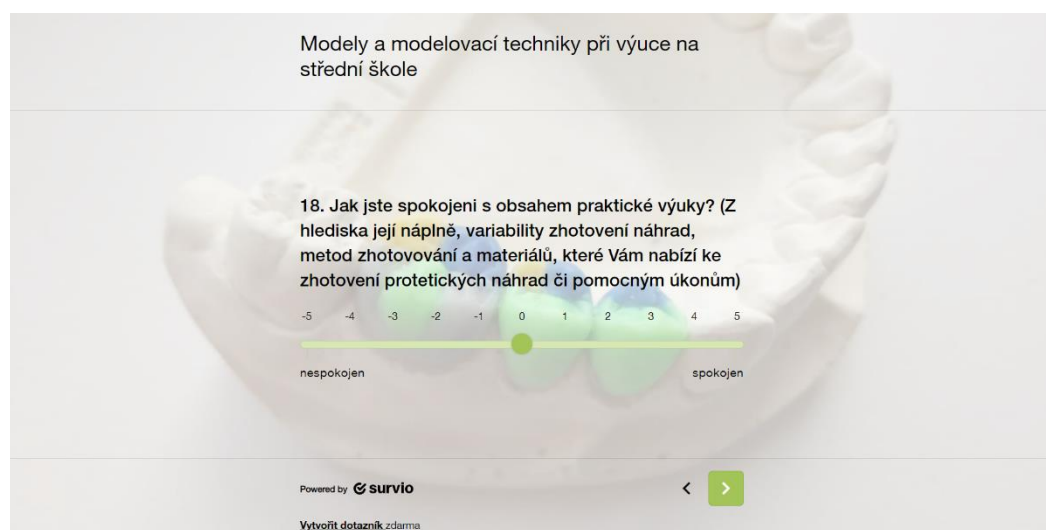 Modely a modelovací techniky při výuce na
střední škole
18. Jak jste spokojeni s obsahem praktické výuky? (Z
hlediska její náplně, variability zhotovení náhrad,
metod zhotovování a materiálů, které Vám nabízí ke
zhotovení protetických náhrad či pomocným úkonům)
-5 -4 -3 -2 -1 0 1 2 3 4 5
nespokojen spokojen
Powered by survio
Vytvořit dotazník zdarma